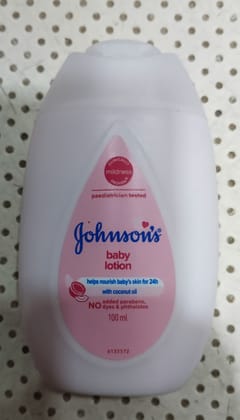 mildness
paediatrician tested
Johnson's
baby
lotion
helps nourish baby's skin for 24h
with coconut oil
NO added parabens,
dyes & phthalates
100 ml